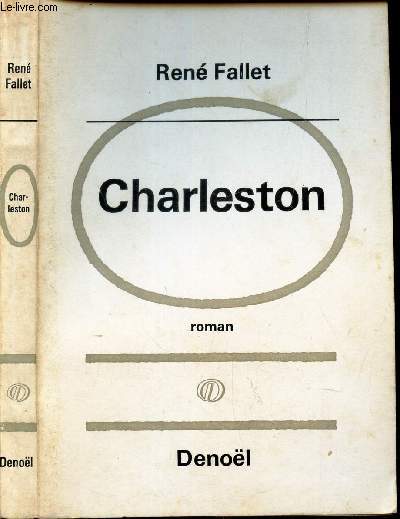 © Le-livre.com
René
Fallet
Char-
leston
Denoël
René Fallet
Charleston
roman
Denoël